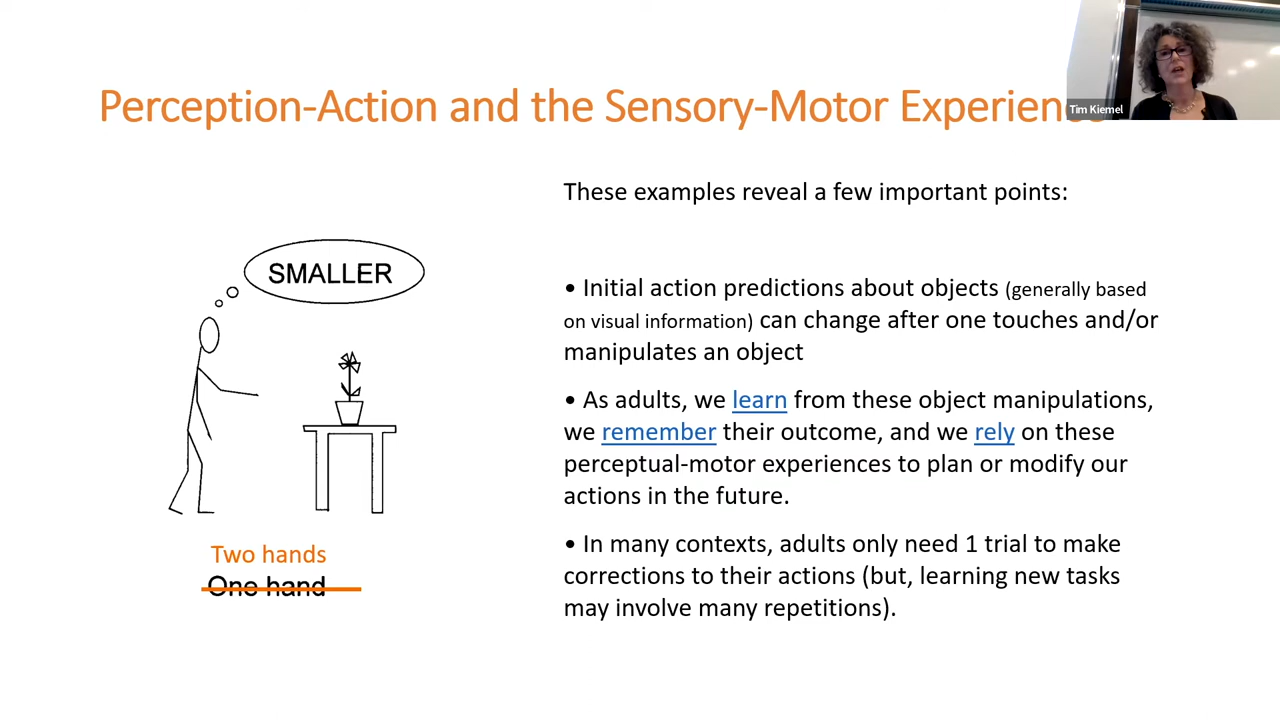 Perception-Action and the Sensory-Motor Experience
Tim Kiemel
These examples reveal a few important points:
SMALLER
• Initial action predictions about objects (generally based
on visual information) can change after one touches and/or
manipulates an object
• As adults, we learn from these object manipulations,
we remember their outcome, and we rely on these
perceptual-motor experiences to plan or modify our
actions in the future.
• In many contexts, adults only need 1 trial to make
corrections to their actions (but, learning new tasks
may involve many repetitions).
Two hands
One hand